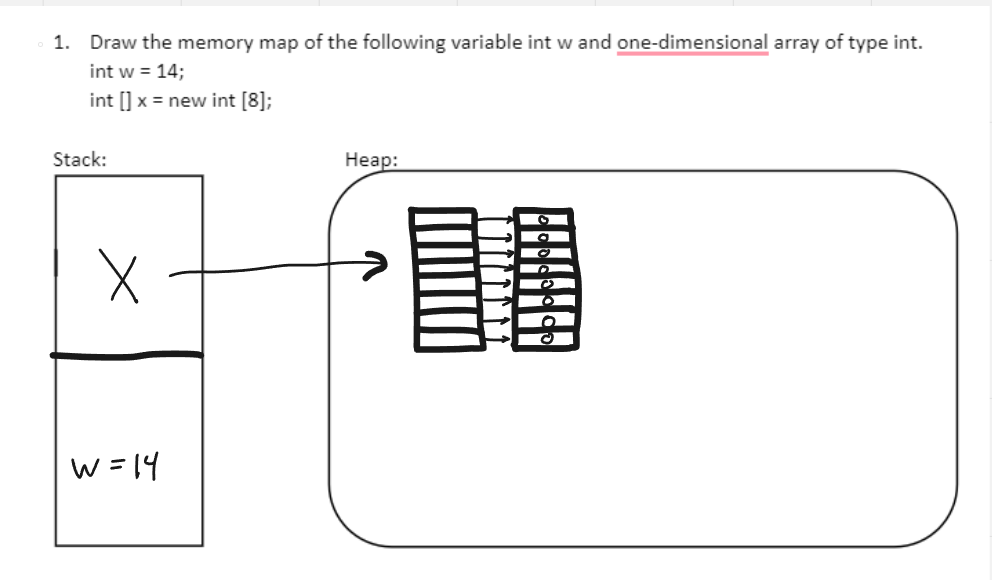 1. Draw the memory map of the following variable int w and one-dimensional array of type int.
int w = 14;
int [] x = new int [8];
Stack: Heap:
0
0
0
0
X
0
0
0
0
W = 14